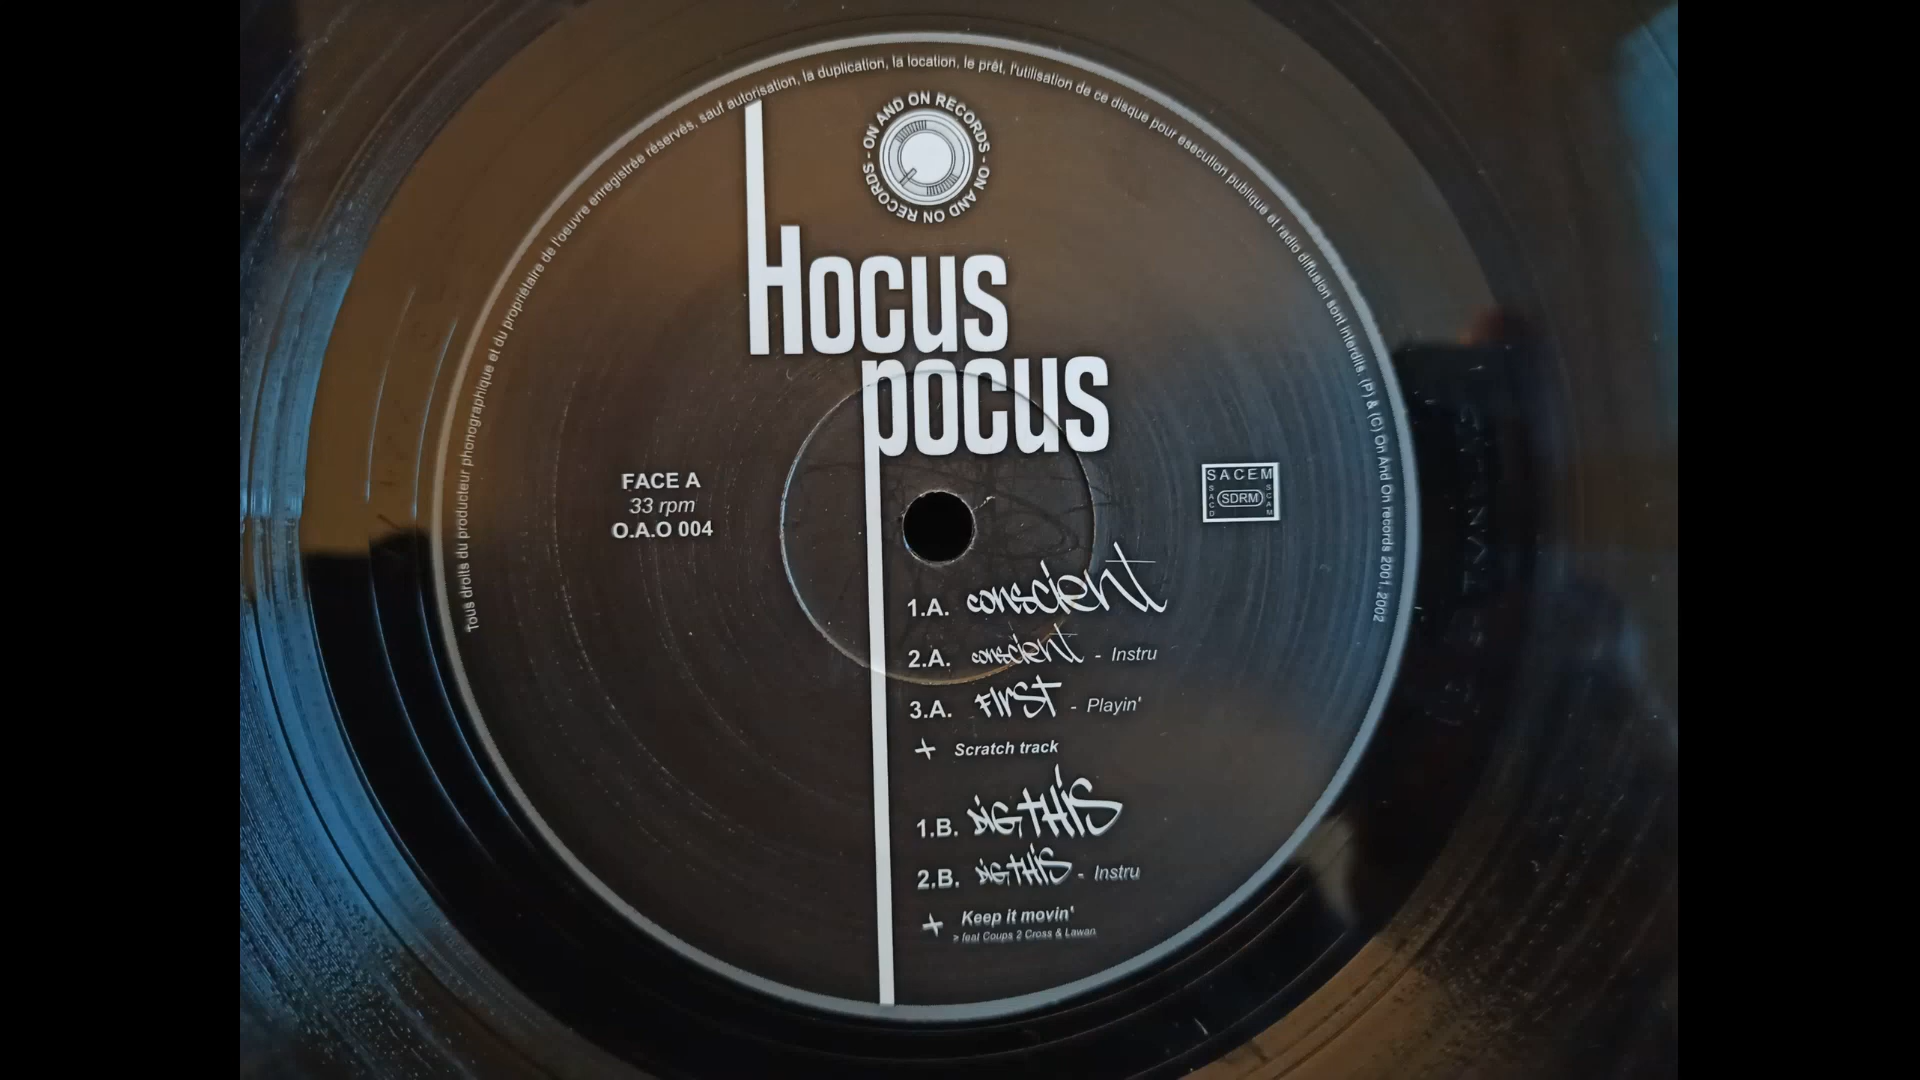 Tous droits du producteur phonographique et du propriétaire de l'oeuvre enregistrée réservés, sauf autorisation, la duplication, la location, le prêt, l'utilisation de ce disque pour esecution publique et radio diffusion sont interdits. (P) & (C) On And On records 2001, 2002
ON AND ON RECORDS - ON AND ON RECORDS -
Hocus
pocus
FACE A
33 rpm
O.A.O 004
SACEM
SACD
SDRM
SCAM
1.A. conscient
2.A. conscient - Instru
3.A. First - Playin'
+ Scratch track
1.B. DIG THIS
2.B. DIG THIS - Instru
+ Keep it movin'
> feat Coups 2 Cross & Lawan